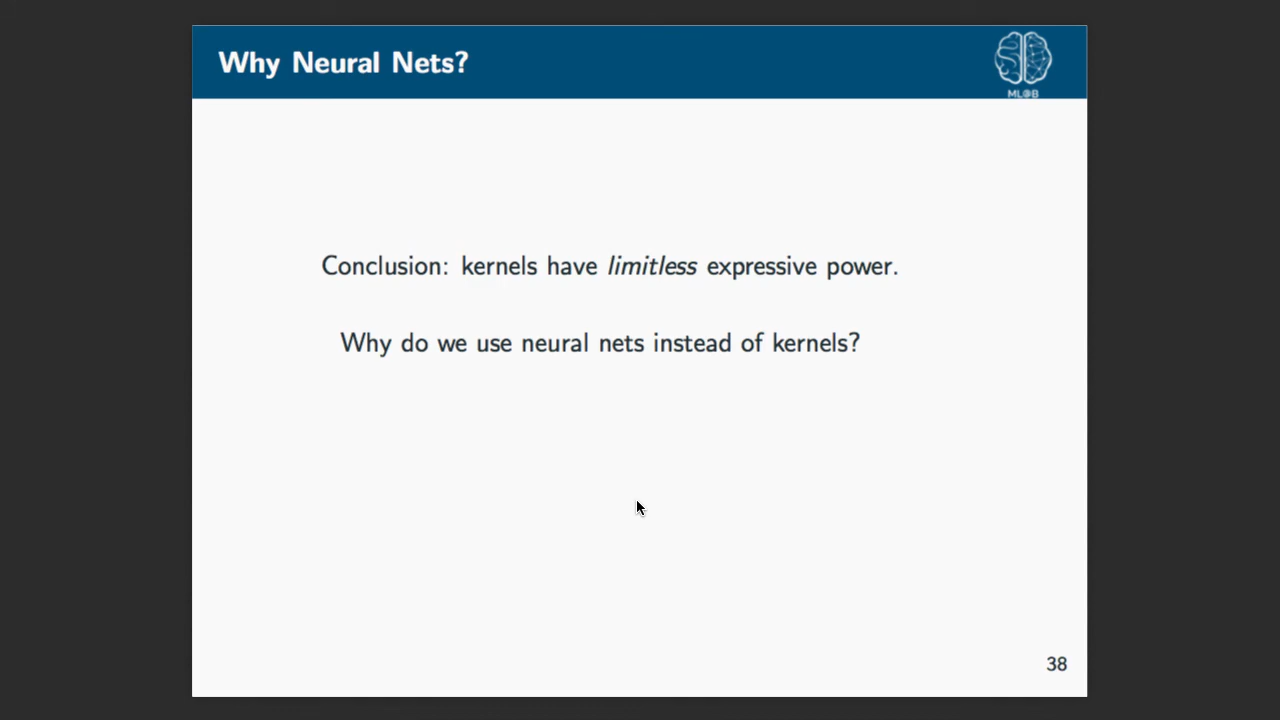 Why Neural Nets?
ML@B
Conclusion: kernels have limitless expressive power.
Why do we use neural nets instead of kernels?
38